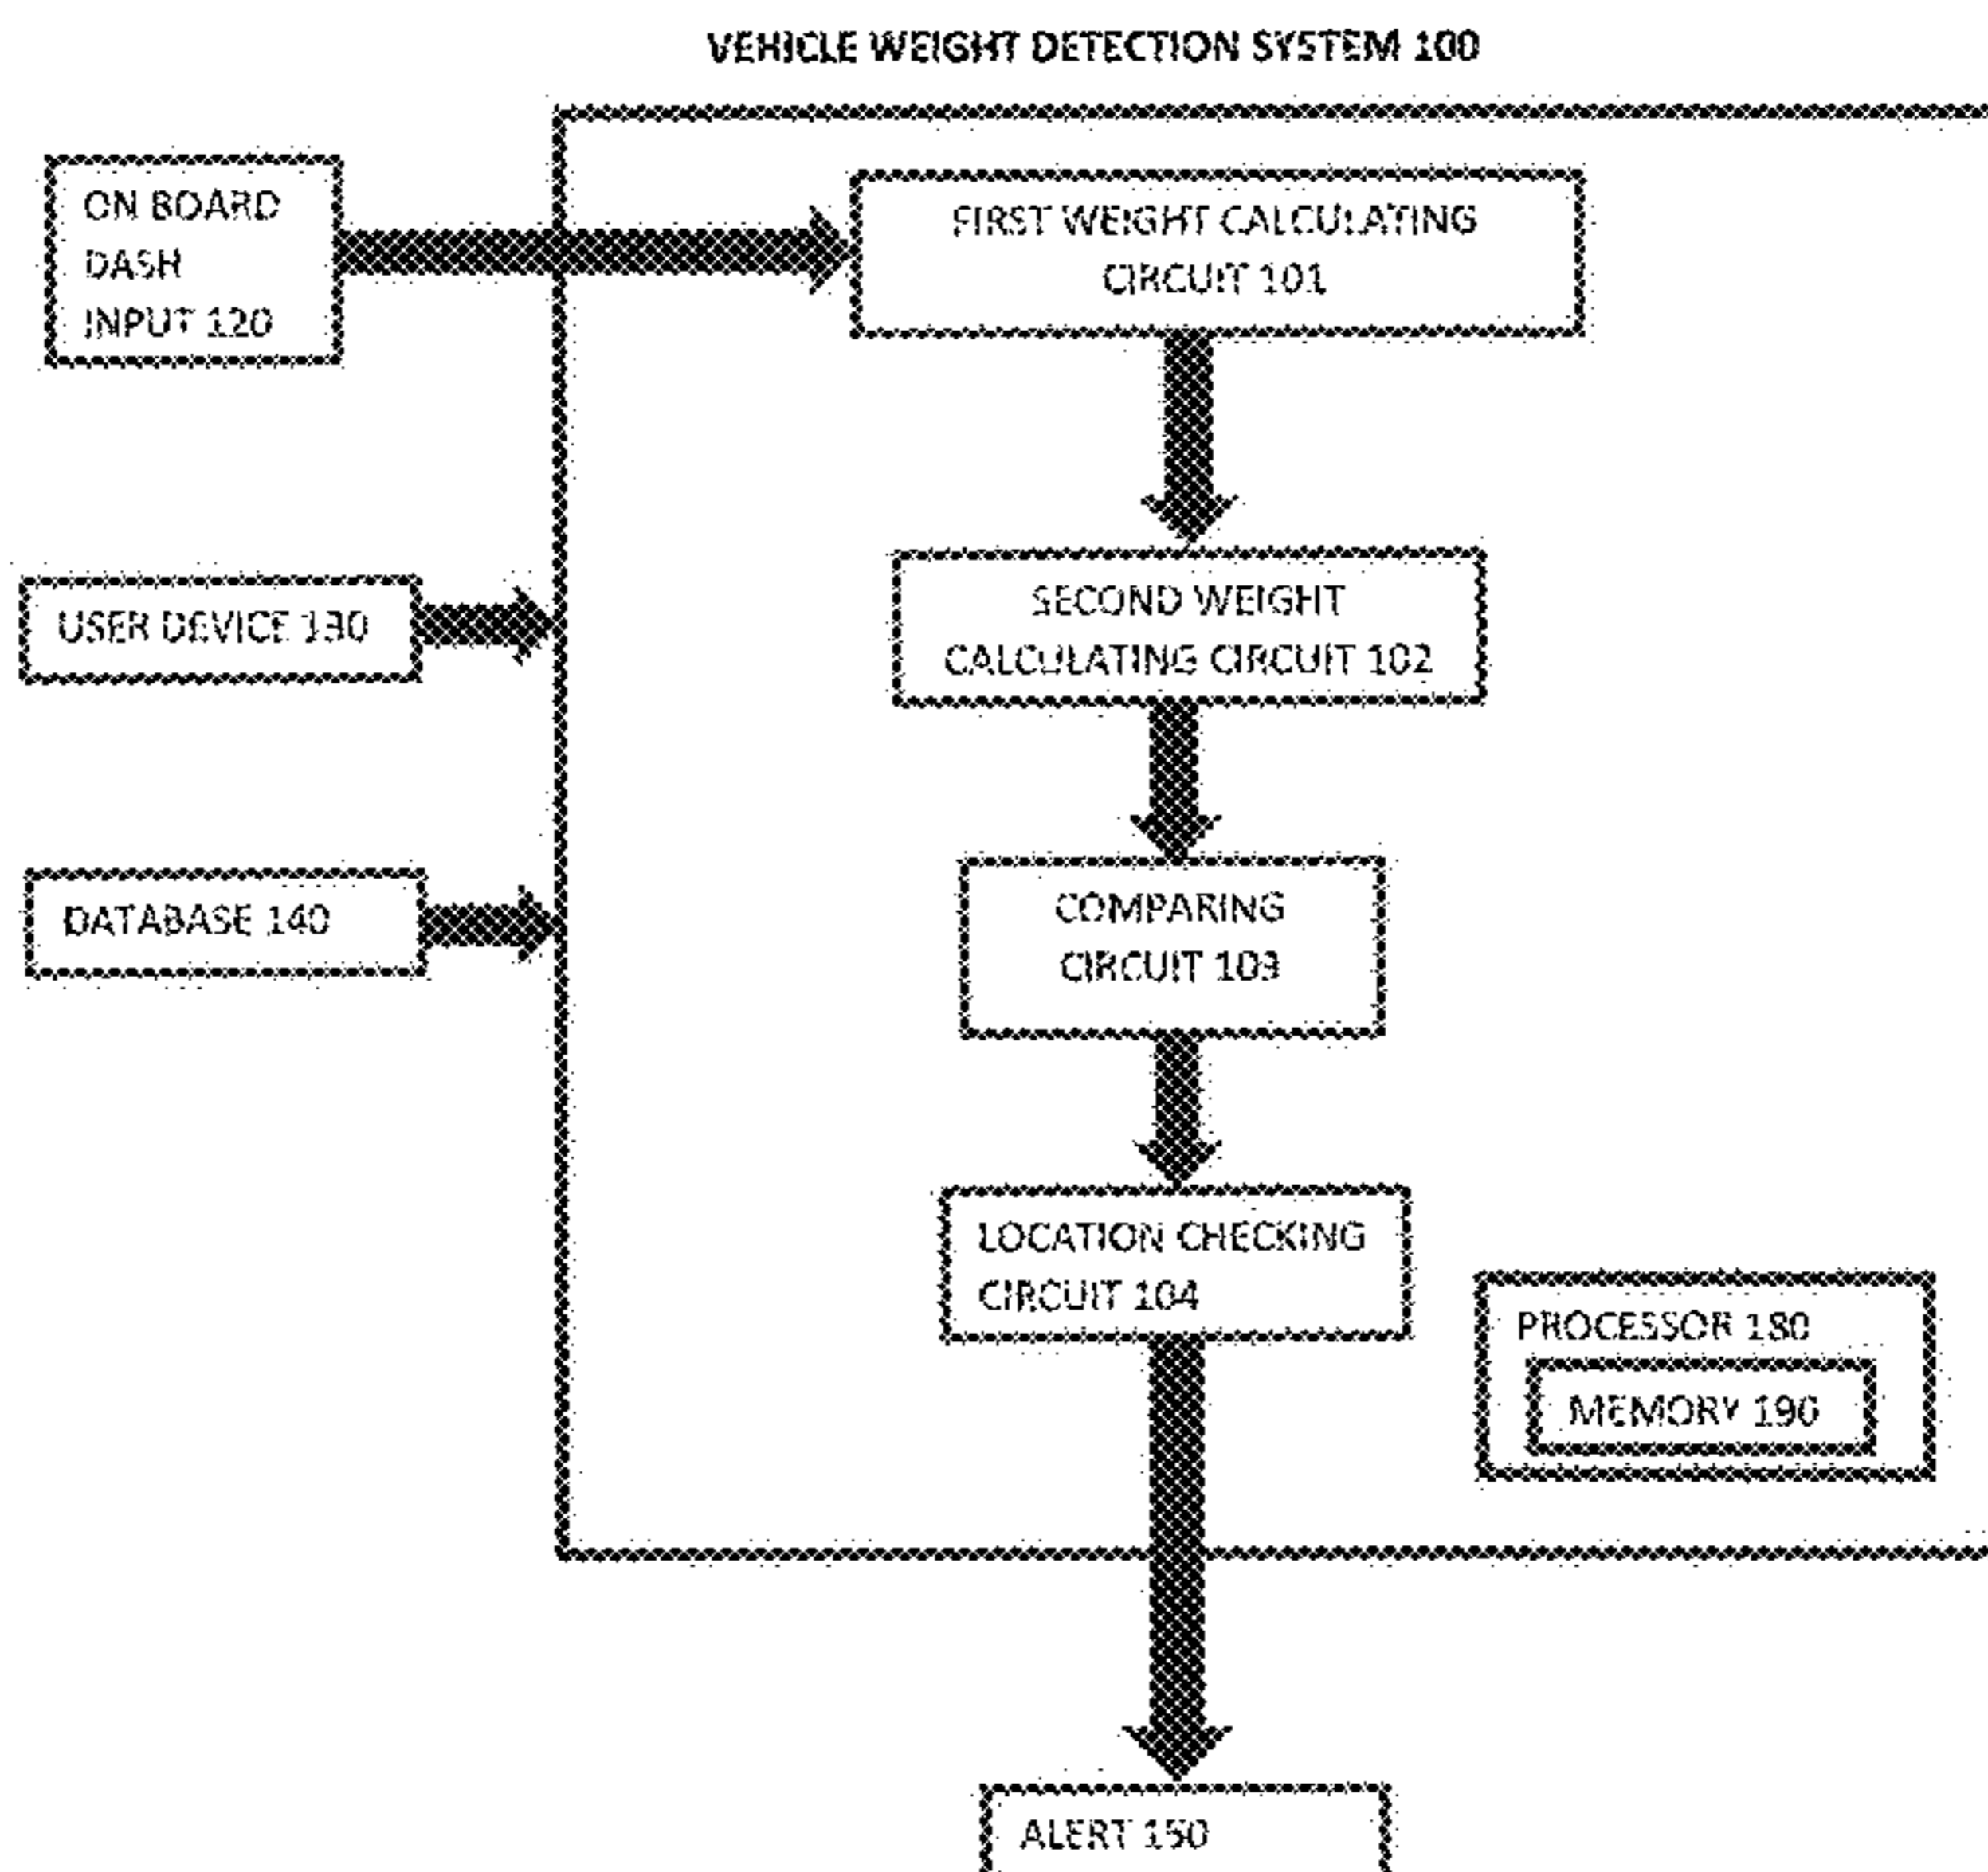 VEHICLE WEIGHT DETECTION SYSTEM 100
ON BOARD
DASH
INPUT 120
FIRST WEIGHT CALCULATING
CIRCUIT 101
USER DEVICE 130
SECOND WEIGHT
CALCULATING CIRCUIT 102
DATABASE 140
COMPARING
CIRCUIT 103
LOCATION CHECKING
CIRCUIT 104
PROCESSOR 180
MEMORY 190
ALERT 150